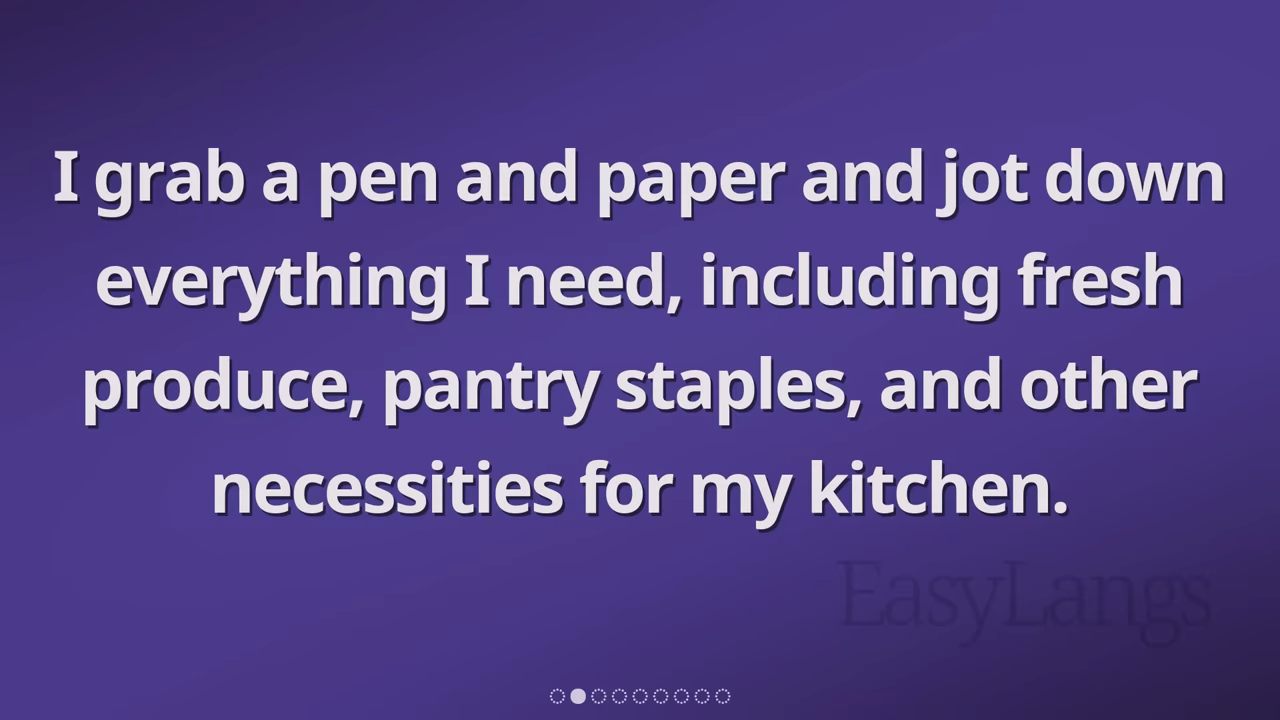 I grab a pen and paper and jot down
everything I need, including fresh
produce, pantry staples, and other
necessities for my kitchen.
EasyLangs